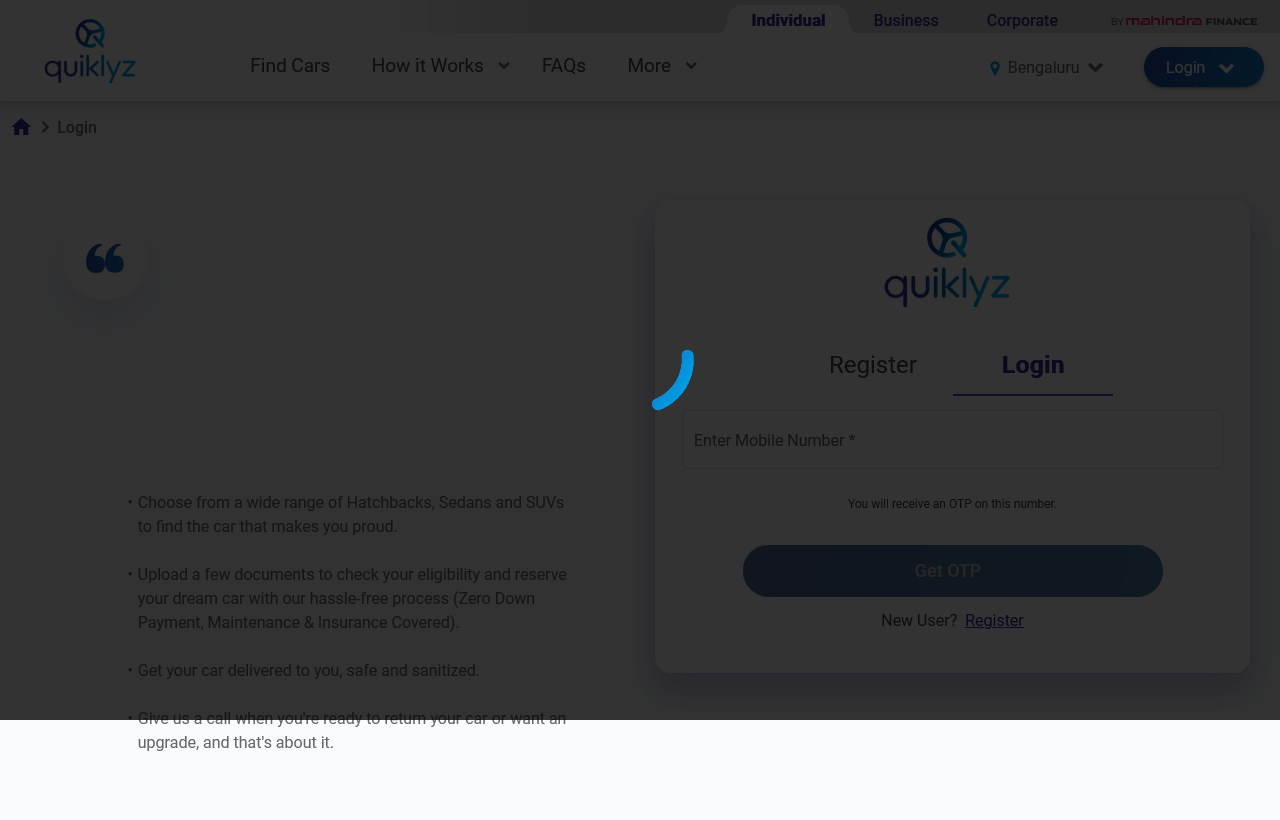 Individual
Business
Corporate
BY mahindra FINANCE
quiklyz
Find Cars
How it Works
FAQs
More
Bengaluru
Login
Login
quiklyz
Register
Login
Enter Mobile Number *
You will receive an OTP on this number.
Get OTP
New User? Register
• Choose from a wide range of Hatchbacks, Sedans and SUVs
to find the car that makes you proud.
• Upload a few documents to check your eligibility and reserve
your dream car with our hassle-free process (Zero Down
Payment, Maintenance & Insurance Covered).
• Get your car delivered to you, safe and sanitized.
• Give us a call when you're ready to return your car or want an
upgrade, and that's about it.